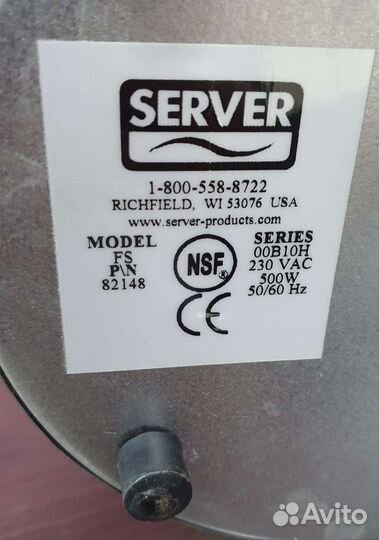 SERVER
1-800-558-8722
RICHFIELD, WI 53076 USA
www.server-products.com
MODEL
FS
P\N
82148
NSF®
CE
SERIES
00B10H
230 VAC
500W
50/60 Hz
Avito